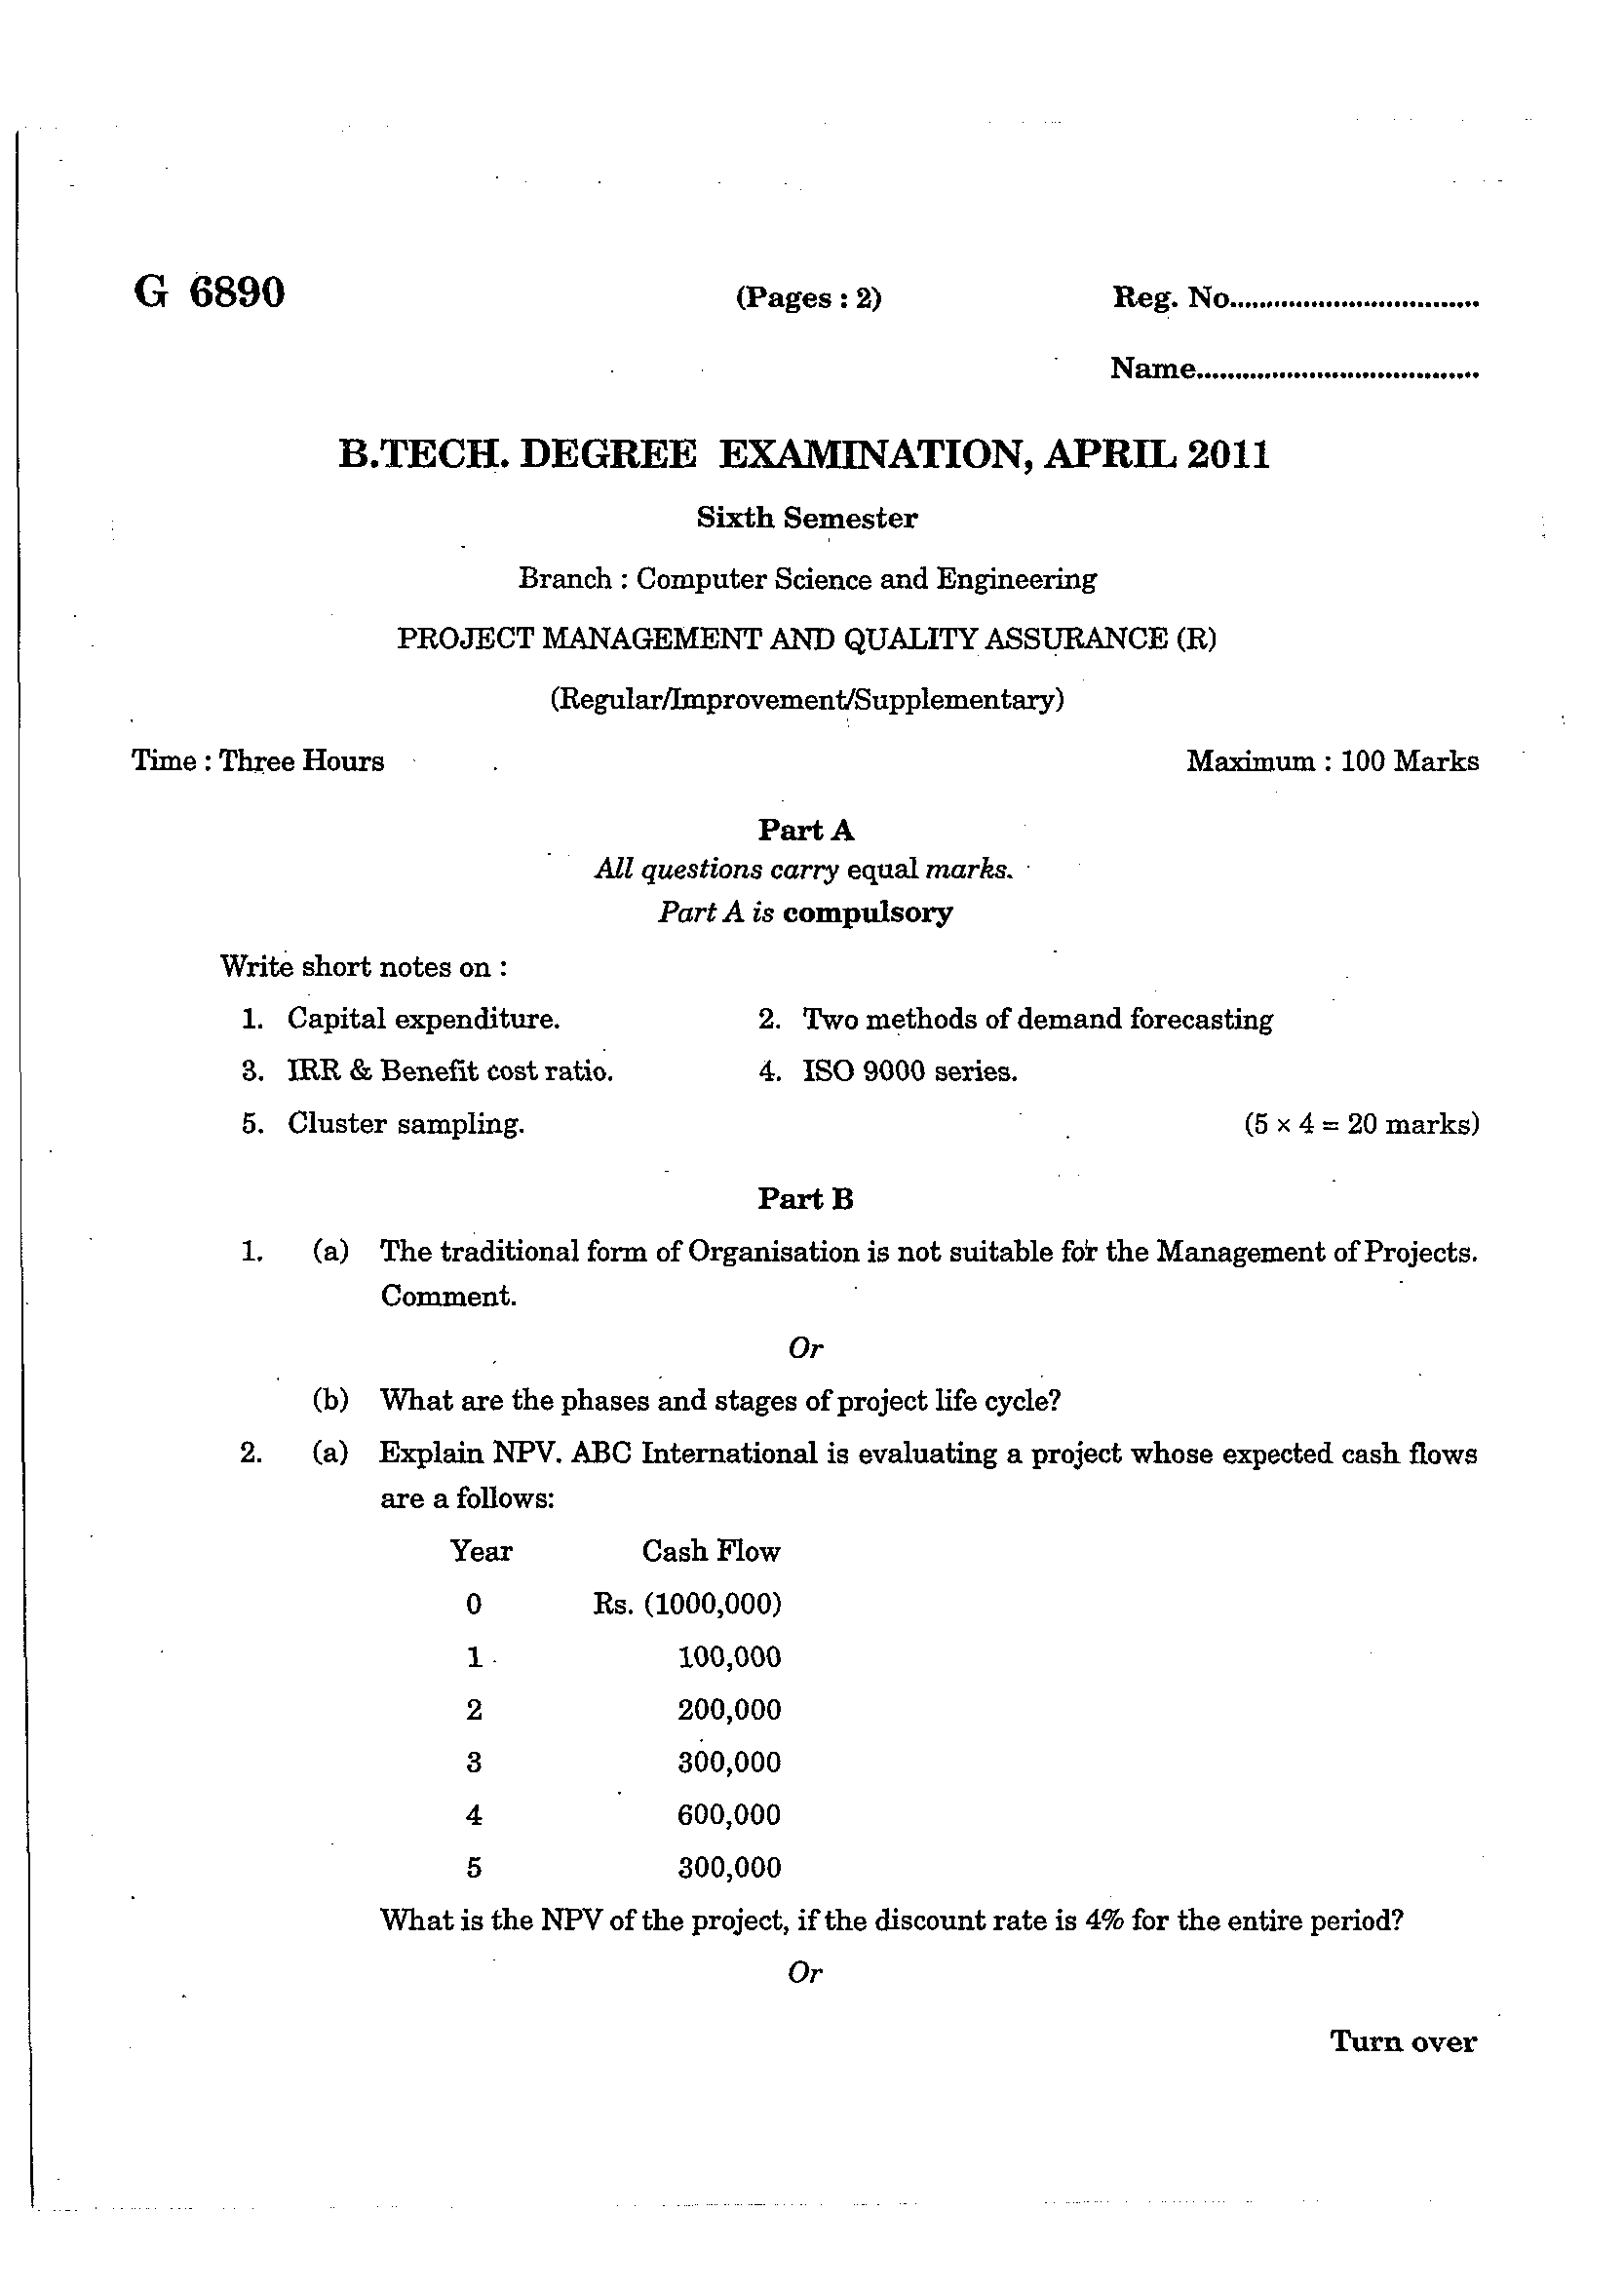 G 6890
(Pages : 2)
Reg. No................................
Name....................................
B.TECH. DEGREE EXAMINATION, APRIL 2011
Sixth Semester
Branch : Computer Science and Engineering
PROJECT MANAGEMENT AND QUALITY ASSURANCE (R)
(Regular/Improvement/Supplementary)
Time : Three Hours
Maximum : 100 Marks
Part A
All questions carry equal marks.
Part A is compulsory
Write short notes on :
1. Capital expenditure.
2. Two methods of demand forecasting
3. IRR & Benefit cost ratio.
4. ISO 9000 series.
5. Cluster sampling.
(5 × 4 = 20 marks)
Part B
1. (a) The traditional form of Organisation is not suitable for the Management of Projects.
Comment.
Or
(b) What are the phases and stages of project life cycle?
2. (a) Explain NPV. ABC International is evaluating a project whose expected cash flows
are a follows:
Year Cash Flow
0 Rs. (1000,000)
1 100,000
2 200,000
3 300,000
4 600,000
5 300,000
What is the NPV of the project, if the discount rate is 4% for the entire period?
Or
Turn over